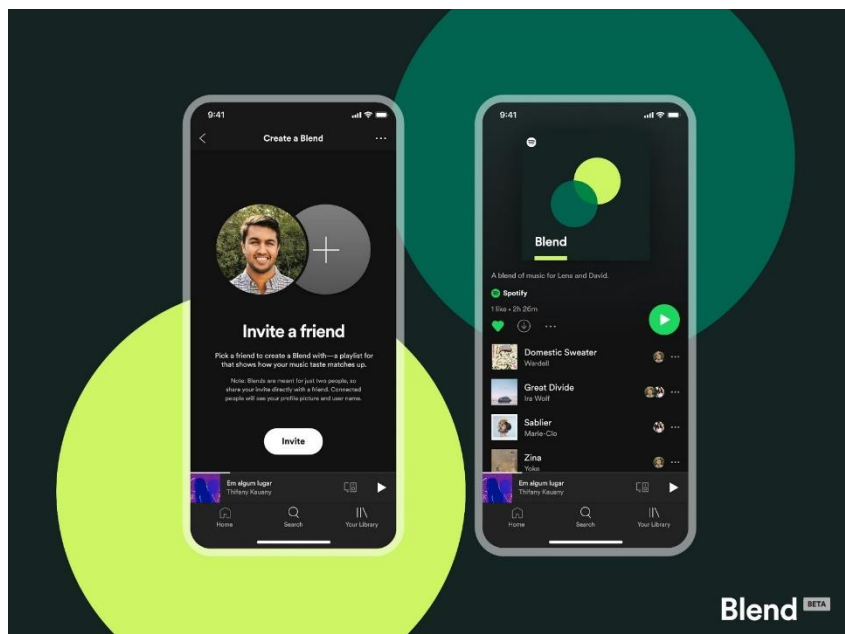 9:41
Create a Blend
Invite a friend
Pick a friend to create a Blend with—a playlist for
that shows how your music taste matches up.
Note: Blends are meant for just two people, so
share your invite directly with a friend. Connected
people will see your profile picture and user name.
Invite
Em algum lugar
Thifany Kauany
Home
Search
Your Library
9:41
Blend
A blend of music for Lena and David.
Spotify
1 like • 2h 26m
Domestic Sweater
Wardell
Great Divide
Ira Wolf
Sablier
Marie-Clo
Zina
Yoke
Em algum lugar
Thifany Kauany
Home
Search
Your Library
Blend BETA